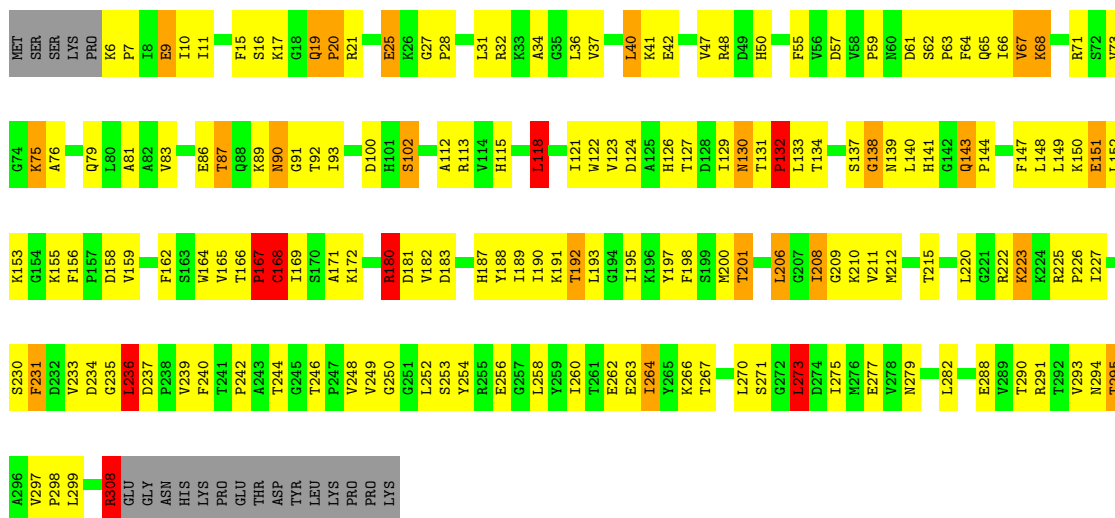 MET SER SER LYS PRO K6 P7 I8 E9 I10 I11 F15 S16 K17 G18 Q19 P20 R21 E25 K26 G27 P28 L31 R32 K33 A34 G35 L36 V37 L40 K41 E42 V47 R48 D49 H50 F55 V56 D57 V58 P59 N60 D61 S62 P63 F64 Q65 I66 V67 K68 R71 S72 V73
G74 K75 A76 Q79 L80 A81 A82 V83 E86 T87 Q88 K89 N90 G91 T92 I93 D100 H101 S102 A112 R113 V114 H115 L118 I121 W122 V123 D124 A125 H126 T127 D128 I129 N130 T131 P132 L133 T134 S137 G138 N139 L140 H141 G142 Q143 P144 F147 L148 L149 K150 E151 L152
K153 G154 K155 F156 P157 D158 V159 F162 S163 W164 V165 T166 P167 C168 I169 S170 A171 K172 R180 D181 V182 D183 H187 Y188 I189 I190 K191 T192 L193 G194 I195 K196 Y197 F198 S199 M200 T201 L206 G207 I208 G209 K210 V211 M212 T215 L220 G221 R222 K223 K224 R225 P226 I227
S230 F231 D232 V233 D234 G235 L236 D237 P238 V239 F240 T241 P242 A243 T244 G245 T246 P247 V248 V249 G250 G251 L252 S253 Y254 R255 E256 G257 L258 Y259 I260 T261 E262 E263 I264 Y265 K266 T267 L270 S271 G272 L273 D274 I275 M276 E277 V278 N279 L282 E288 V289 T290 R291 T292 V293 N294 T295
A296 V297 P298 L299 R308 GLU GLY ASN HIS LYS PRO GLU THR ASP TYR LEU LYS PRO PRO LYS